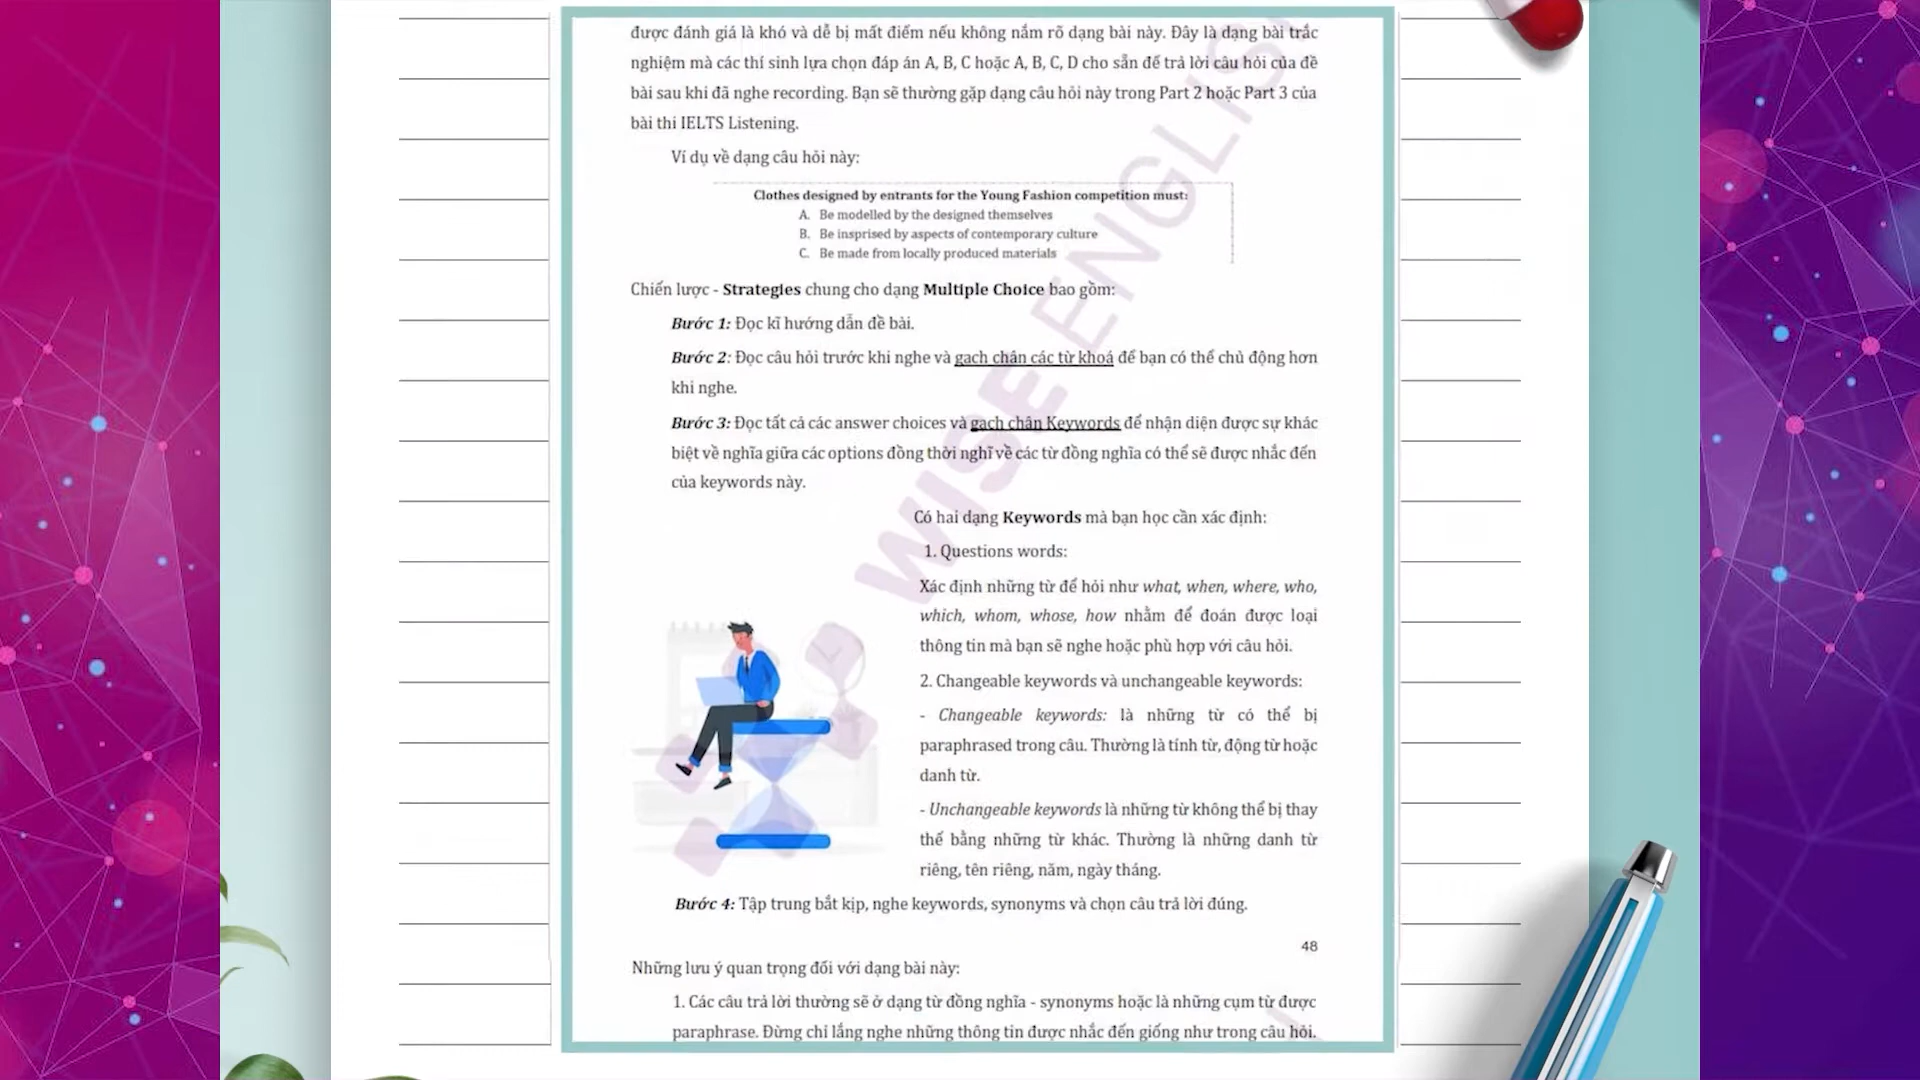 được đánh giá là khó và dễ bị mất điểm nếu không nắm rõ dạng bài này. Đây là dạng bài trắc
nghiệm mà các thí sinh lựa chọn đáp án A, B, C hoặc A, B, C, D cho sẵn để trả lời câu hỏi của đề
bài sau khi đã nghe recording. Bạn sẽ thường gặp dạng câu hỏi này trong Part 2 hoặc Part 3 của
bài thi IELTS Listening.
Ví dụ về dạng câu hỏi này:
Clothes designed by entrants for the Young Fashion competition must:
A. Be modelled by the designed themselves
B. Be insprised by aspects of contemporary culture
C. Be made from locally produced materials
Chiến lược - Strategies chung cho dạng Multiple Choice bao gồm:
Bước 1: Đọc kĩ hướng dẫn đề bài.
Bước 2: Đọc câu hỏi trước khi nghe và gạch chân các từ khoá để bạn có thể chủ động hơn
khi nghe.
Bước 3: Đọc tất cả các answer choices và gạch chân Keywords để nhận diện được sự khác
biệt về nghĩa giữa các options đồng thời nghĩ về các từ đồng nghĩa có thể sẽ được nhắc đến
của keywords này.
Có hai dạng Keywords mà bạn học cần xác định:
1. Questions words:
Xác định những từ để hỏi như what, when, where, who,
which, whom, whose, how nhằm để đoán được loại
thông tin mà bạn sẽ nghe hoặc phù hợp với câu hỏi.
2. Changeable keywords và unchangeable keywords:
- Changeable keywords: là những từ có thể bị
paraphrased trong câu. Thường là tính từ, động từ hoặc
danh từ.
- Unchangeable keywords là những từ không thể bị thay
thế bằng những từ khác. Thường là những danh từ
riêng, tên riêng, năm, ngày tháng.
Bước 4: Tập trung bắt kịp, nghe keywords, synonyms và chọn câu trả lời đúng.
48
Những lưu ý quan trọng đối với dạng bài này:
1. Các câu trả lời thường sẽ ở dạng từ đồng nghĩa - synonyms hoặc là những cụm từ được
paraphrase. Đừng chỉ lắng nghe những thông tin được nhắc đến giống như trong câu hỏi.
WISE ENGLISH